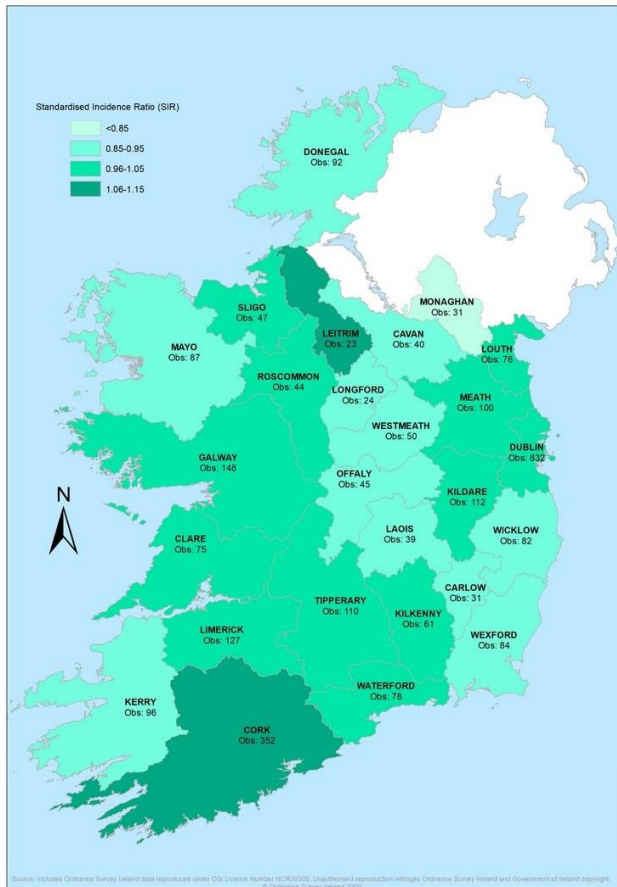 Standardised Incidence Ratio (SIR)
<0.85
0.85-0.95
0.96-1.05
1.06-1.15
DONEGAL
Obs: 92
MONAGHAN
Obs: 31
SLIGO
Obs: 47
LEITRIM
Obs: 23
CAVAN
Obs: 40
LOUTH
Obs: 76
MAYO
Obs: 87
ROSCOMMON
Obs: 44
LONGFORD
Obs: 24
MEATH
Obs: 100
WESTMEATH
Obs: 50
DUBLIN
Obs: 832
GALWAY
Obs: 148
OFFALY
Obs: 45
KILDARE
Obs: 112
N
LAOIS
Obs: 39
WICKLOW
Obs: 82
CLARE
Obs: 75
CARLOW
Obs: 31
TIPPERARY
Obs: 110
KILKENNY
Obs: 61
LIMERICK
Obs: 127
WEXFORD
Obs: 84
WATERFORD
Obs: 78
KERRY
Obs: 96
CORK
Obs: 352
Source: Includes Ordnance Survey Ireland data reproduced under OSi Licence Number NCRI/0305. Unauthorised reproduction infringes Ordnance Survey Ireland and Government of Ireland copyright.
© Ordnance Survey Ireland 2009